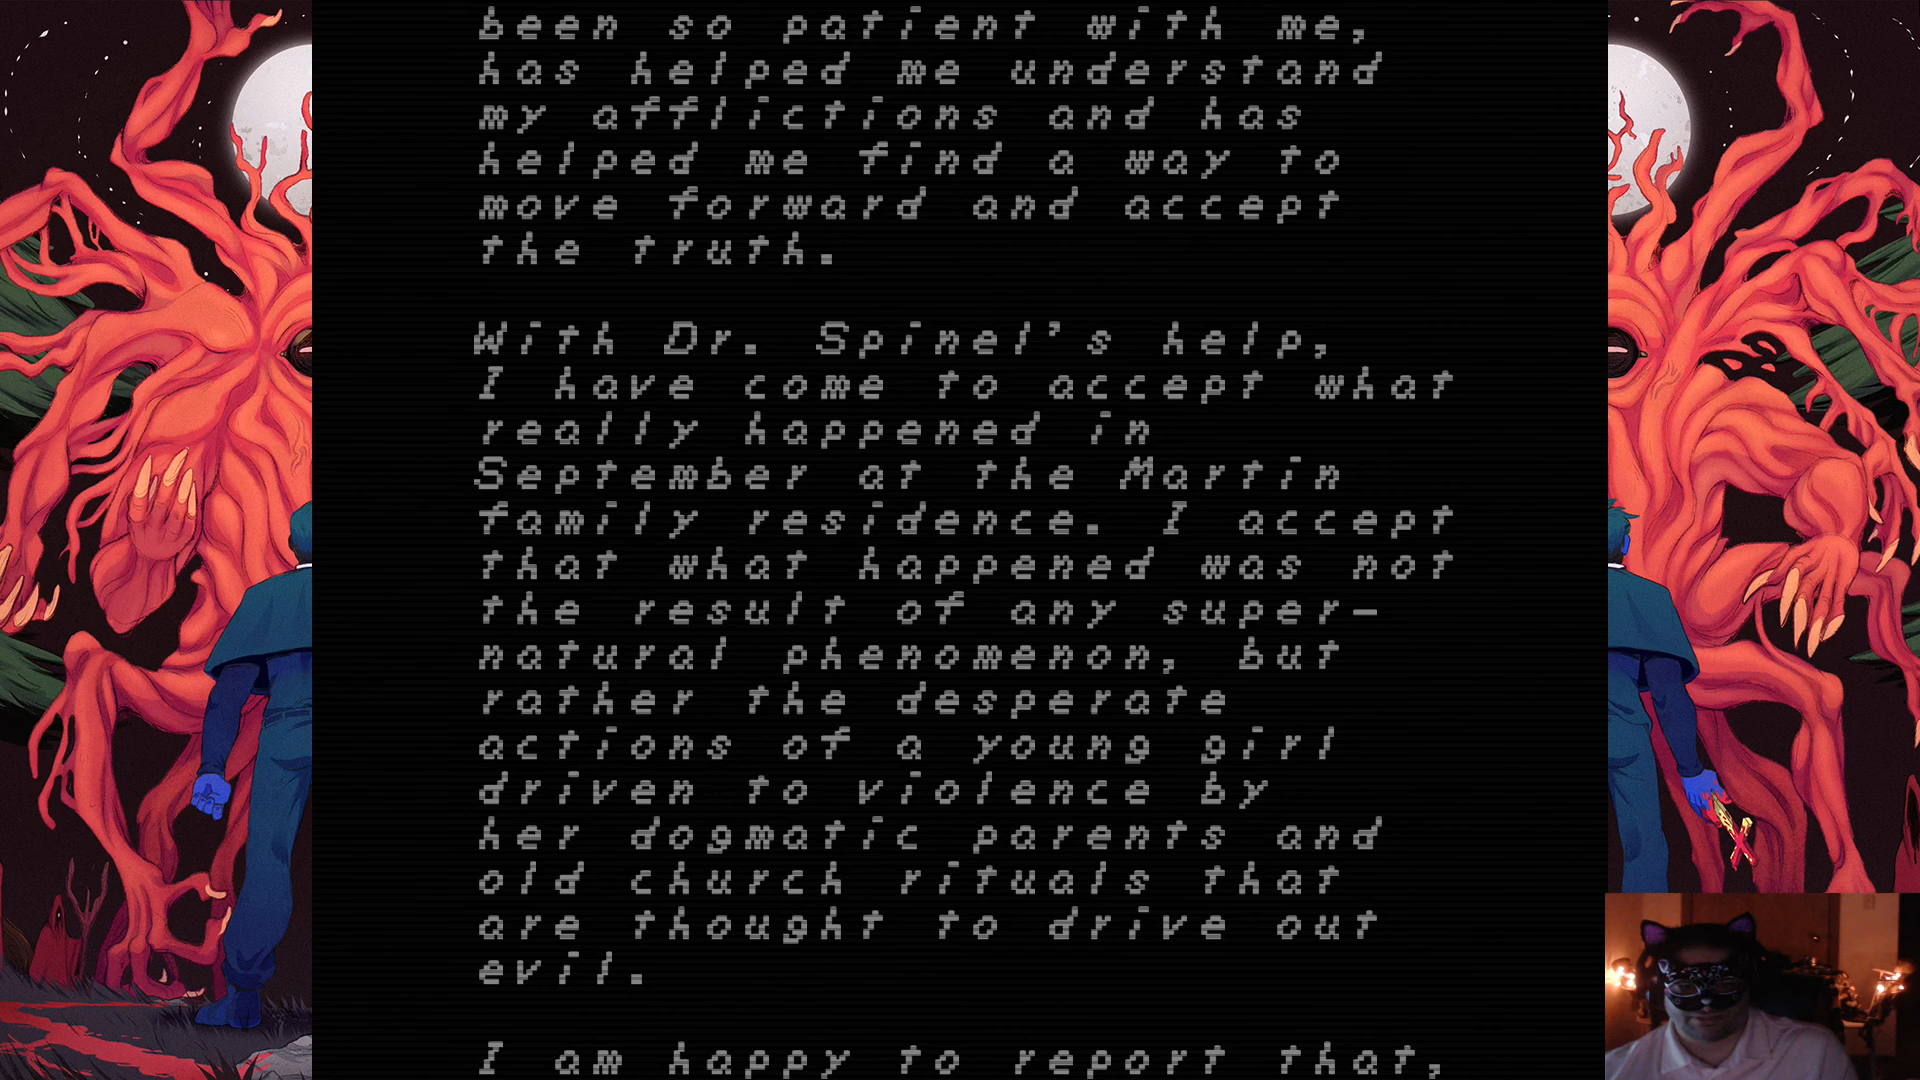 been so patient with me,
has helped me understand
my afflictions and has
helped me find a way to
move forward and accept
the truth.
With Dr. Spinel's help,
I have come to accept what
really happened in
September at the Martin
family residence. I accept
that what happened was not
the result of any super-
natural phenomenon, but
rather the desperate
actions of a young girl
driven to violence by
her dogmatic parents and
old church rituals that
are thought to drive out
evil.
I am happy to report that,